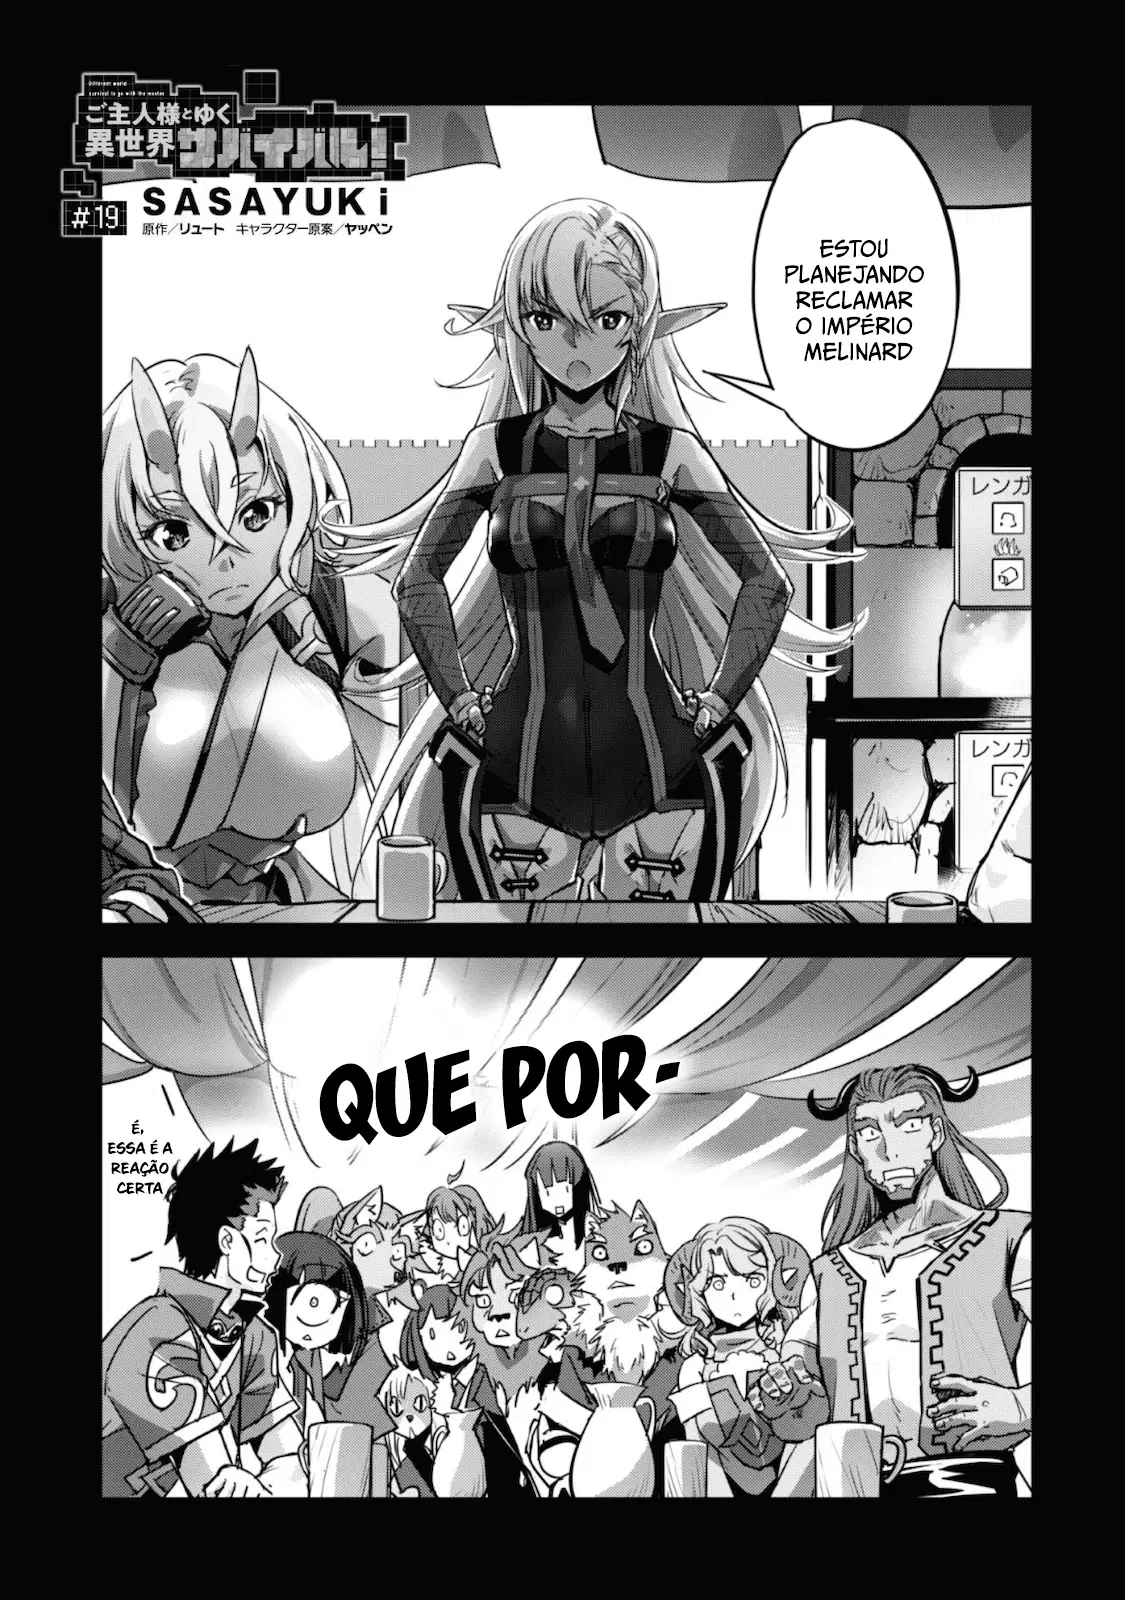 Different world
survival to go with the master
ご主人様とゆく
異世界サバイバル!
#19
SASAYUKi
原作／リュート キャラクター原案／ヤッペン
ESTOU
PLANEJANDO
RECLAMAR
O IMPÉRIO
MELINARD
レンガ
レンガ
QUE POR-
É,
ESSA É A
REAÇÃO
CERTA